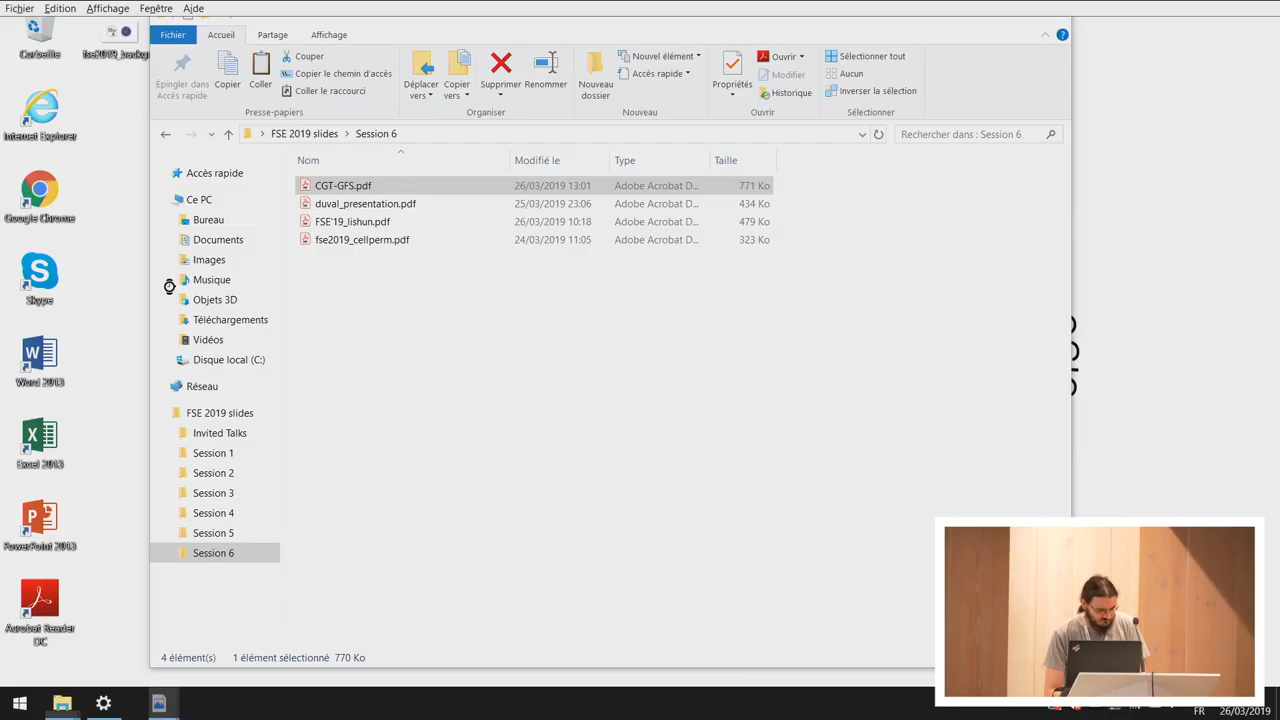 Fichier Edition Affichage Fenêtre Aide
Fichier Accueil Partage Affichage
Épingler dans Accès rapide
Copier
Coller
Couper
Copier le chemin d'accès
Coller le raccourci
Presse-papiers
Déplacer vers
Copier vers
Supprimer
Renommer
Organiser
Nouveau dossier
Nouvel élément
Accès rapide
Nouveau
Propriétés
Ouvrir
Modifier
Historique
Ouvrir
Sélectionner tout
Aucun
Inverser la sélection
Sélectionner
FSE 2019 slides > Session 6
Rechercher dans : Session 6
Nom Modifié le Type Taille
CGT-GFS.pdf 26/03/2019 13:01 Adobe Acrobat D... 771 Ko
duval_presentation.pdf 25/03/2019 23:06 Adobe Acrobat D... 434 Ko
FSE'19_lishun.pdf 26/03/2019 10:18 Adobe Acrobat D... 479 Ko
fse2019_cellperm.pdf 24/03/2019 11:05 Adobe Acrobat D... 323 Ko
Accès rapide
Ce PC
Bureau
Documents
Images
Musique
Objets 3D
Téléchargements
Vidéos
Disque local (C:)
Réseau
FSE 2019 slides
Invited Talks
Session 1
Session 2
Session 3
Session 4
Session 5
Session 6
4 élément(s) 1 élément sélectionné 770 Ko
Corbeille
Internet Explorer
Google Chrome
Skype
Word 2013
Excel 2013
PowerPoint 2013
Acrobat Reader
DC
FR 26/03/2019